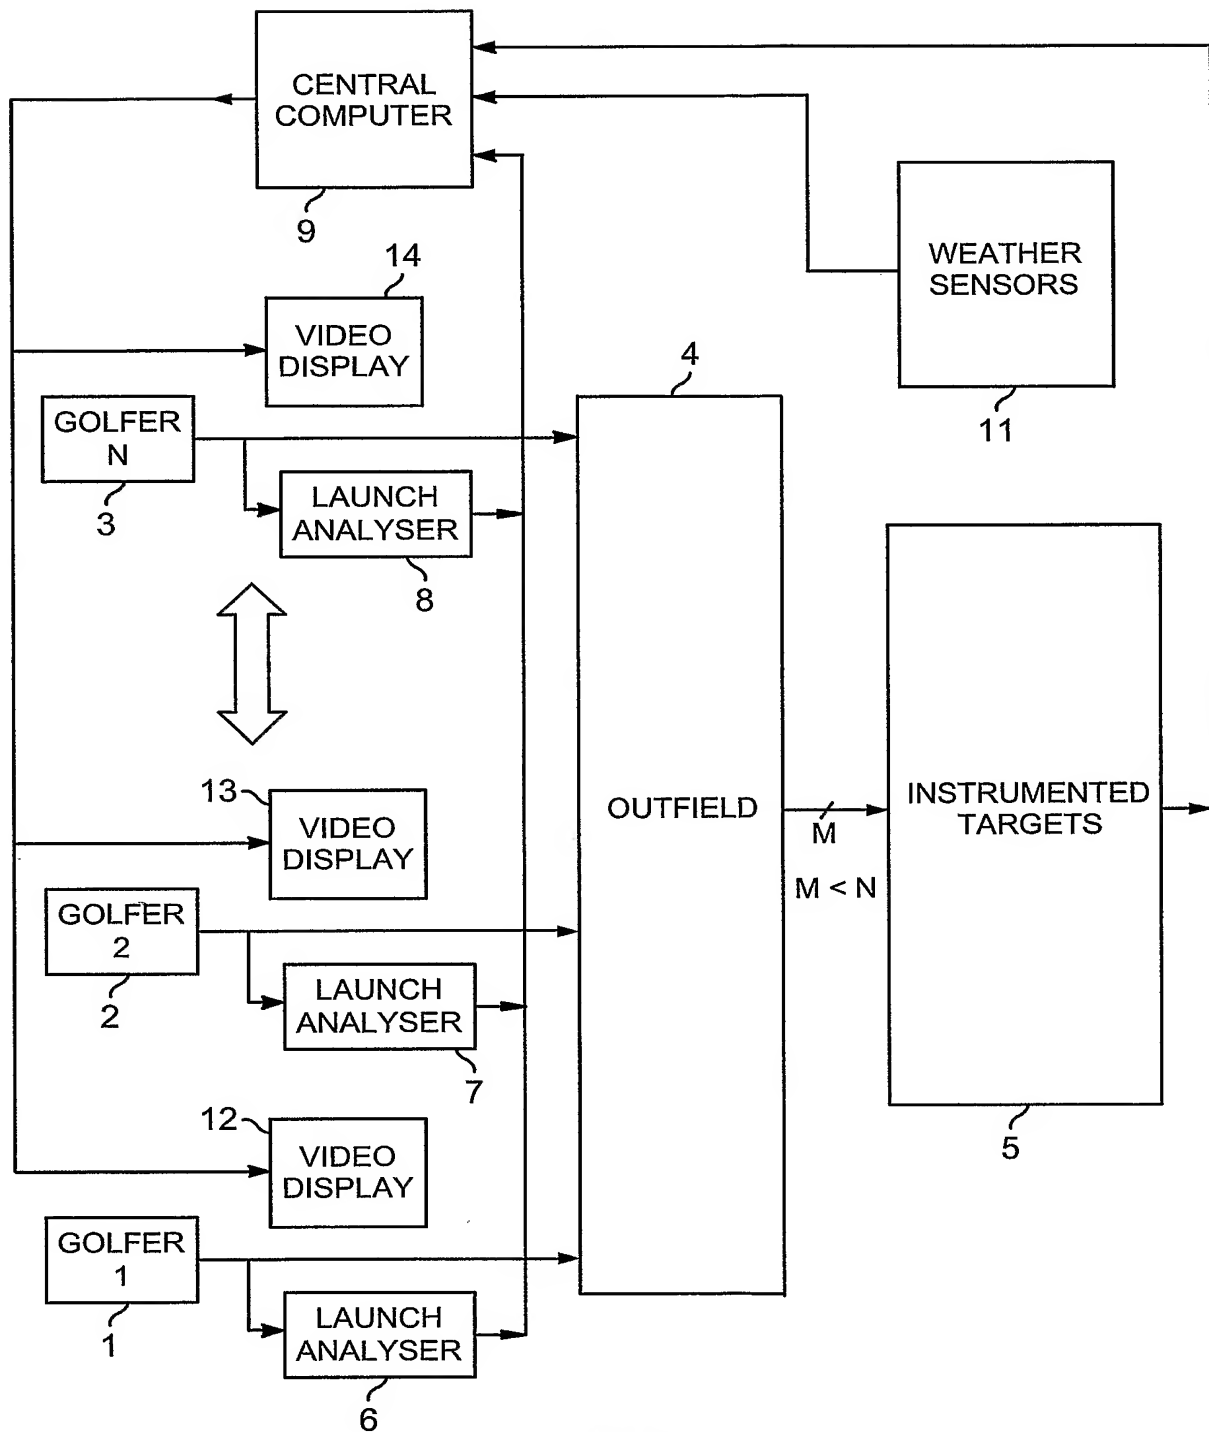 CENTRAL
COMPUTER
9
WEATHER
SENSORS
11
14
VIDEO
DISPLAY
4
GOLFER
N
3
LAUNCH
ANALYSER
8
13
VIDEO
DISPLAY
OUTFIELD
M
M < N
INSTRUMENTED
TARGETS
5
GOLFER
2
2
LAUNCH
ANALYSER
7
12
VIDEO
DISPLAY
GOLFER
1
1
LAUNCH
ANALYSER
6